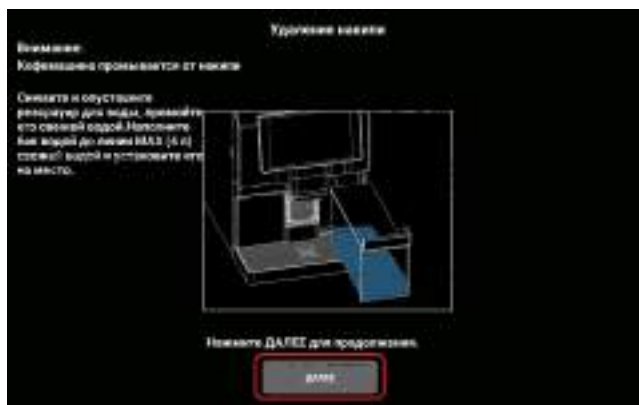 Удаление накипи
Внимание:
Кофемашина промывается от накипи
Снимите и опустошите
резервуар для воды, промойте
его свежей водой.Наполните
бак водой до линии MAX (4 л)
свежей водой и установите его
на место.
Нажмите ДАЛЕЕ для продолжения.
ДАЛЕЕ